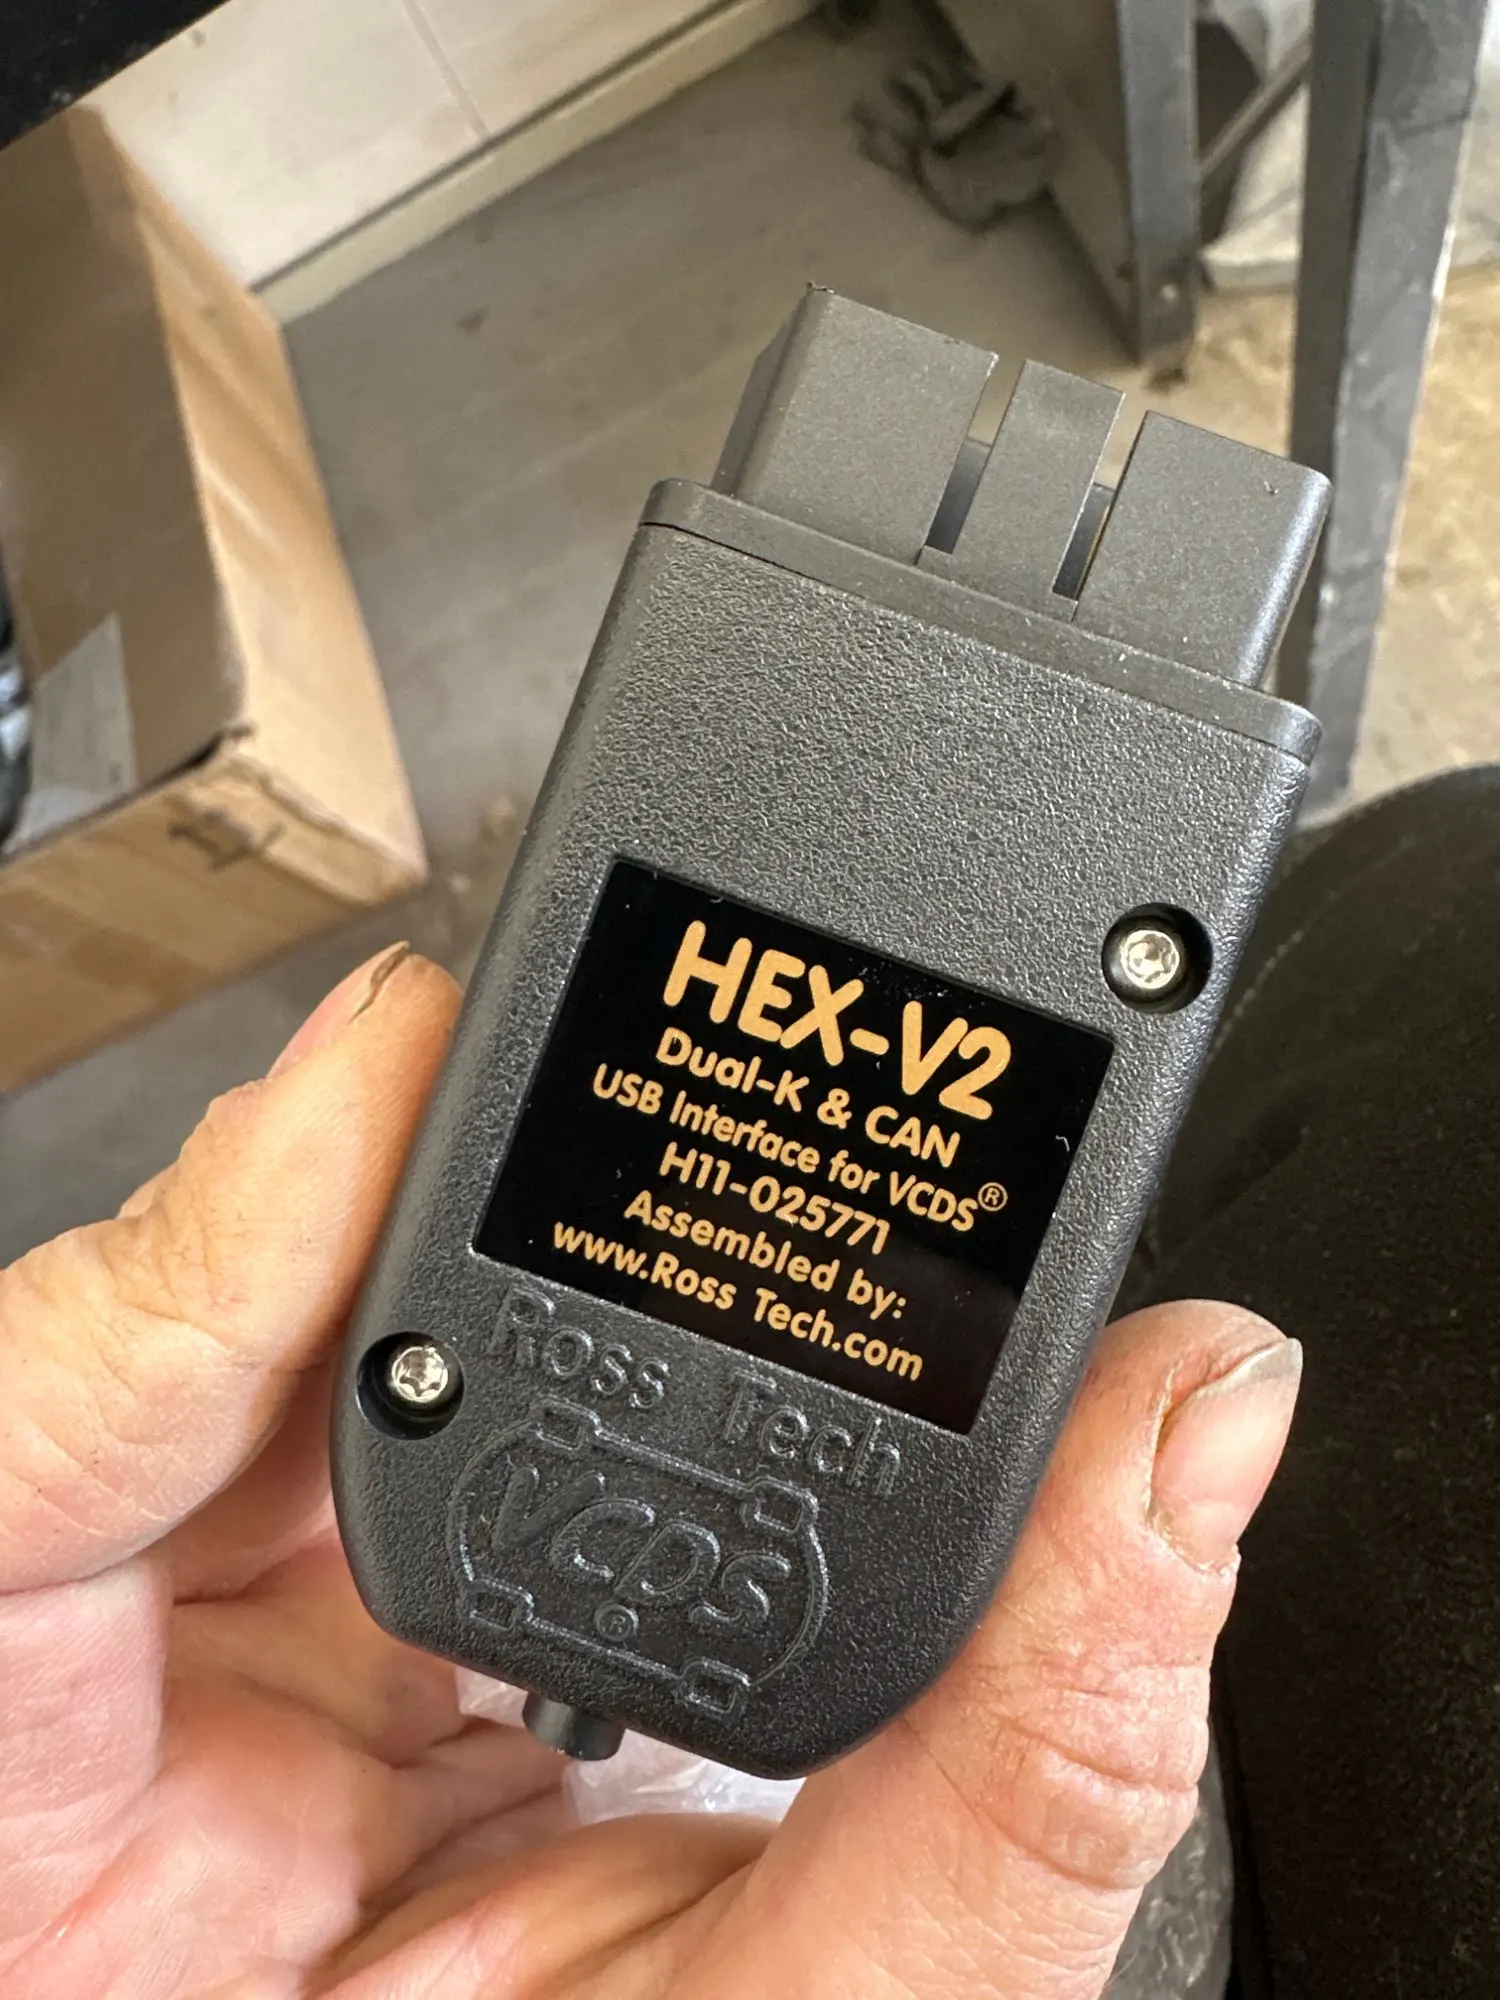 HEX-V2
Dual-K & CAN
USB Interface for VCDS®
H11-025771
Assembled by:
www.Ross Tech.com
Ross Tech
VCDS
®